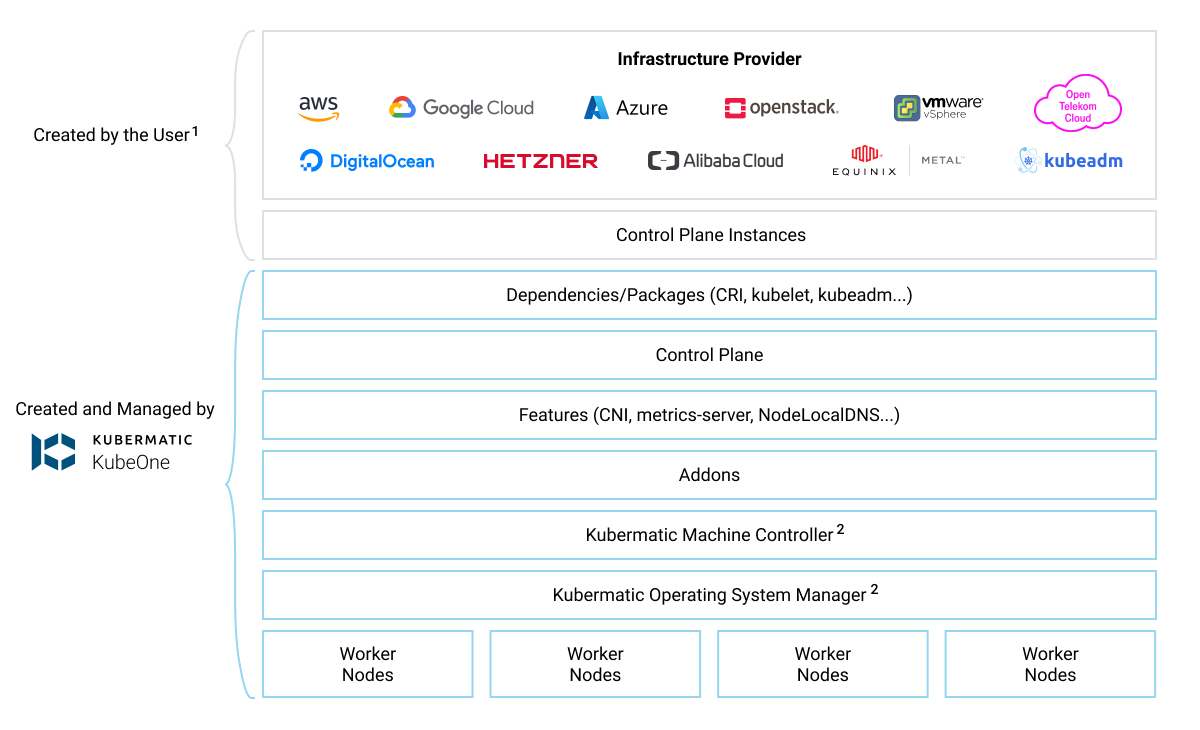 Infrastructure Provider
aws
Google Cloud
Azure
openstack.
vmware®
vSphere
Open
Telekom
Cloud
Created by the User 1
DigitalOcean
HETZNER
Alibaba Cloud
EQUINIX
METAL™
kubeadm
Control Plane Instances
Dependencies/Packages (CRI, kubelet, kubeadm...)
Control Plane
Created and Managed by
KUBERMATIC
KubeOne
Features (CNI, metrics-server, NodeLocalDNS...)
Addons
Kubermatic Machine Controller 2
Kubermatic Operating System Manager 2
Worker
Nodes
Worker
Nodes
Worker
Nodes
Worker
Nodes